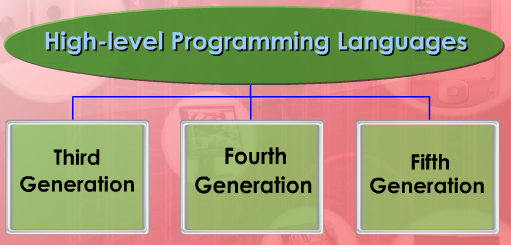 High-level Programming Languages
Third
Generation
Fourth
Generation
Fifth
Generation